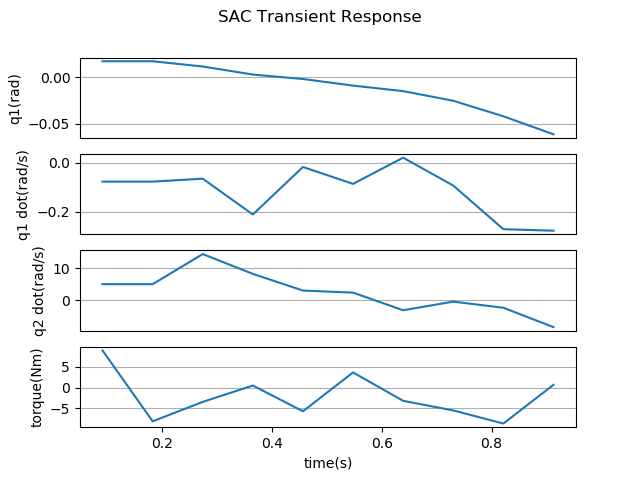 SAC Transient Response
q1(rad)
0.00
−0.05
q1 dot(rad/s)
0.0
−0.2
q2 dot(rad/s)
10
0
torque(Nm)
5
0
−5
0.2 0.4 0.6 0.8
time(s)